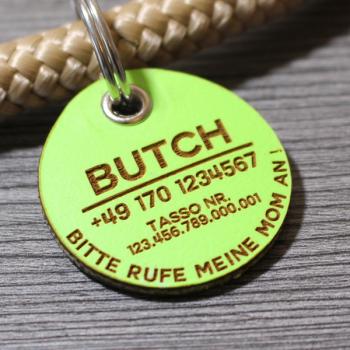 BUTCH
+49 170 1234567
TASSO NR.
123.456.789.000.001
BITTE RUFE MEINE MOM AN !